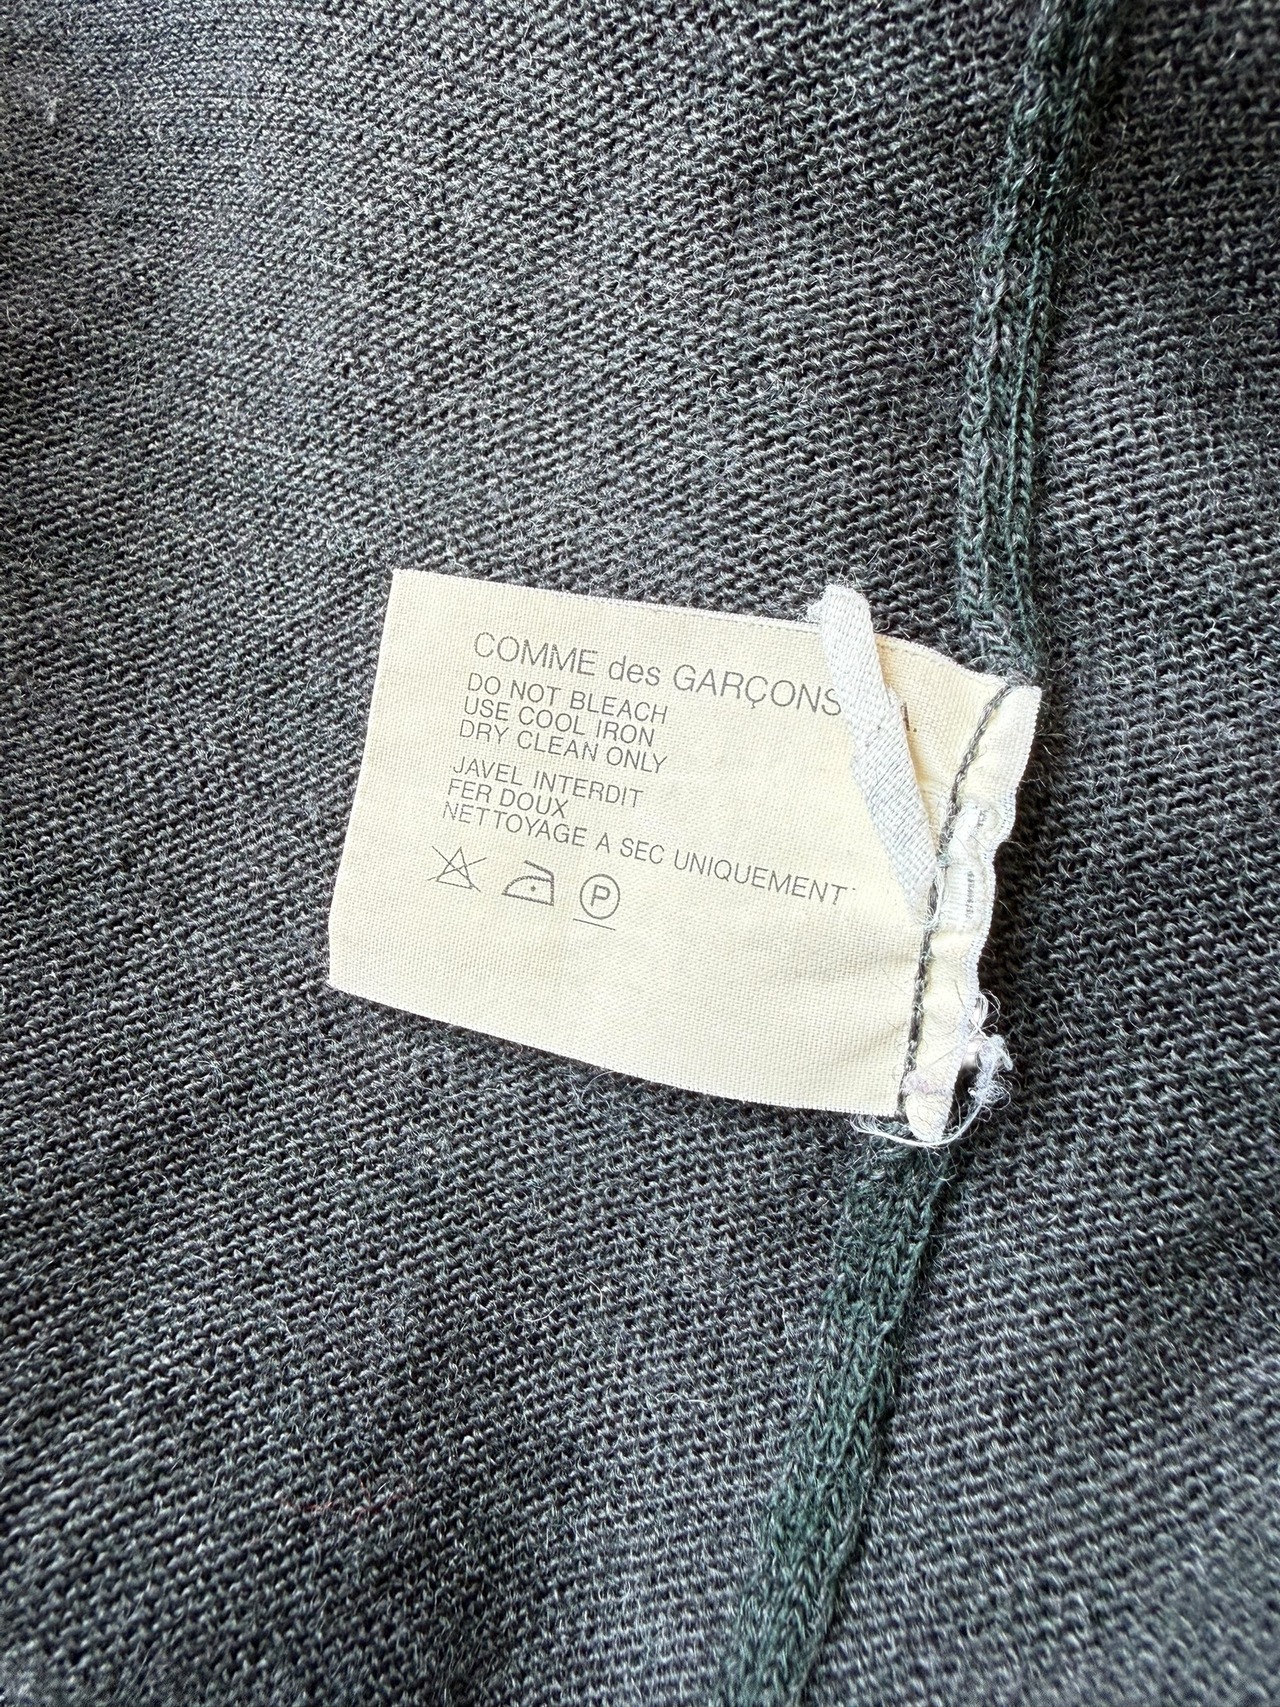 COMME des GARÇONS
DO NOT BLEACH
USE COOL IRON
DRY CLEAN ONLY
JAVEL INTERDIT
FER DOUX
NETTOYAGE A SEC UNIQUEMENT
P